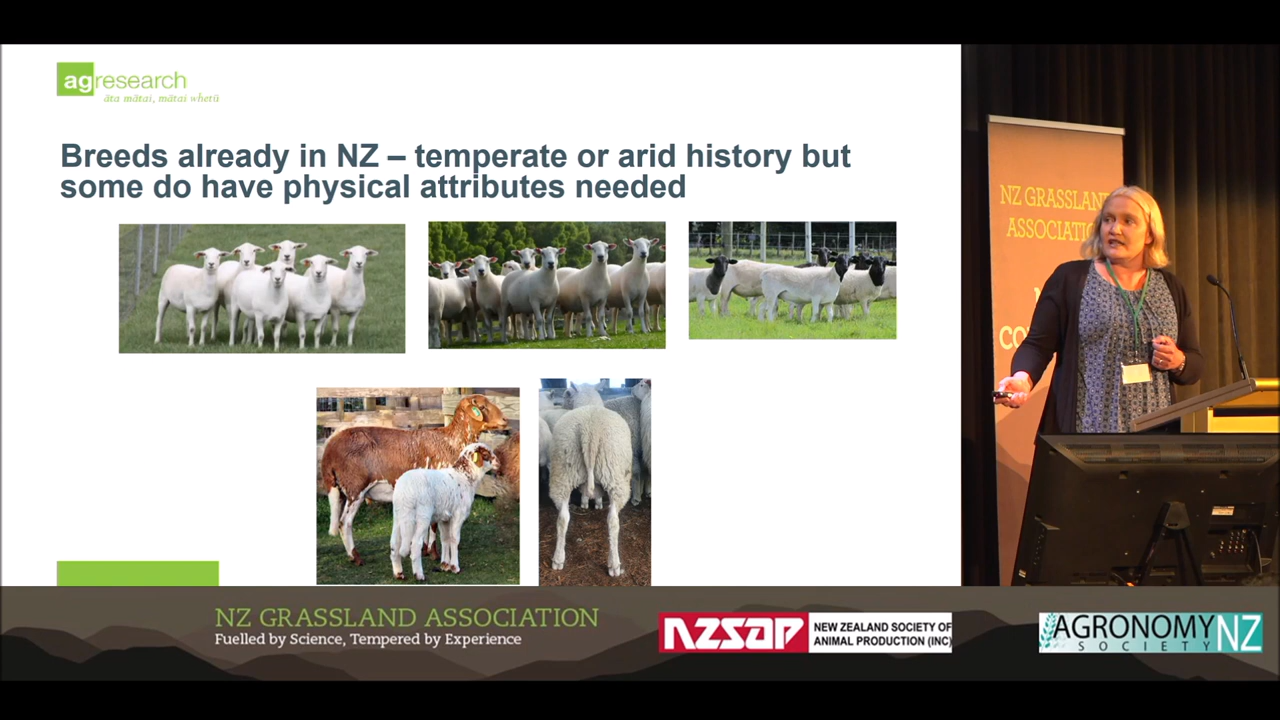 agresearch
āta mātai, mātai whetū
Breeds already in NZ – temperate or arid history but
some do have physical attributes needed
NZ GRASSLAND
ASSOCIATION
NZ GRASSLAND ASSOCIATION
Fuelled by Science, Tempered by Experience
NZSAP
NEW ZEALAND SOCIETY OF
ANIMAL PRODUCTION (INC)
AGRONOMY NZ
SOCIETY